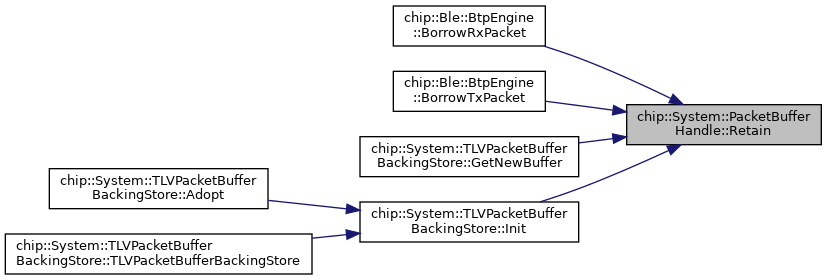 chip::Ble::BtpEngine
::BorrowRxPacket
chip::Ble::BtpEngine
::BorrowTxPacket
chip::System::PacketBuffer
Handle::Retain
chip::System::TLVPacketBuffer
BackingStore::GetNewBuffer
chip::System::TLVPacketBuffer
BackingStore::Adopt
chip::System::TLVPacketBuffer
BackingStore::Init
chip::System::TLVPacketBuffer
BackingStore::TLVPacketBufferBackingStore